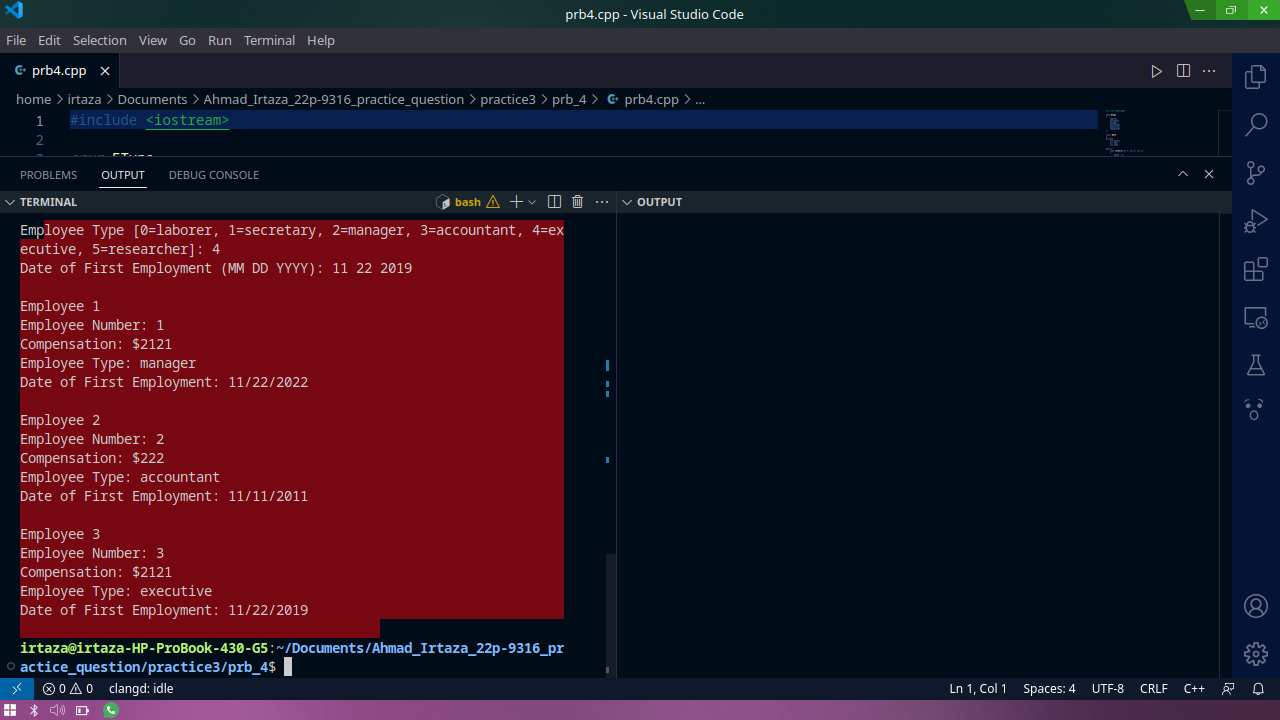 prb4.cpp - Visual Studio Code
File Edit Selection View Go Run Terminal Help
prb4.cpp
home > irtaza > Documents > Ahmad_Irtaza_22p-9316_practice_question > practice3 > prb_4 > prb4.cpp > ...
1 #include <iostream>
2
PROBLEMS OUTPUT DEBUG CONSOLE
TERMINAL bash OUTPUT
Employee Type [0=laborer, 1=secretary, 2=manager, 3=accountant, 4=ex
ecutive, 5=researcher]: 4
Date of First Employment (MM DD YYYY): 11 22 2019
Employee 1
Employee Number: 1
Compensation: $2121
Employee Type: manager
Date of First Employment: 11/22/2022
Employee 2
Employee Number: 2
Compensation: $222
Employee Type: accountant
Date of First Employment: 11/11/2011
Employee 3
Employee Number: 3
Compensation: $2121
Employee Type: executive
Date of First Employment: 11/22/2019
irtaza@irtaza-HP-ProBook-430-G5:~/Documents/Ahmad_Irtaza_22p-9316_pr
actice_question/practice3/prb_4$
0 0 clangd: idle Ln 1, Col 1 Spaces: 4 UTF-8 CRLF C++